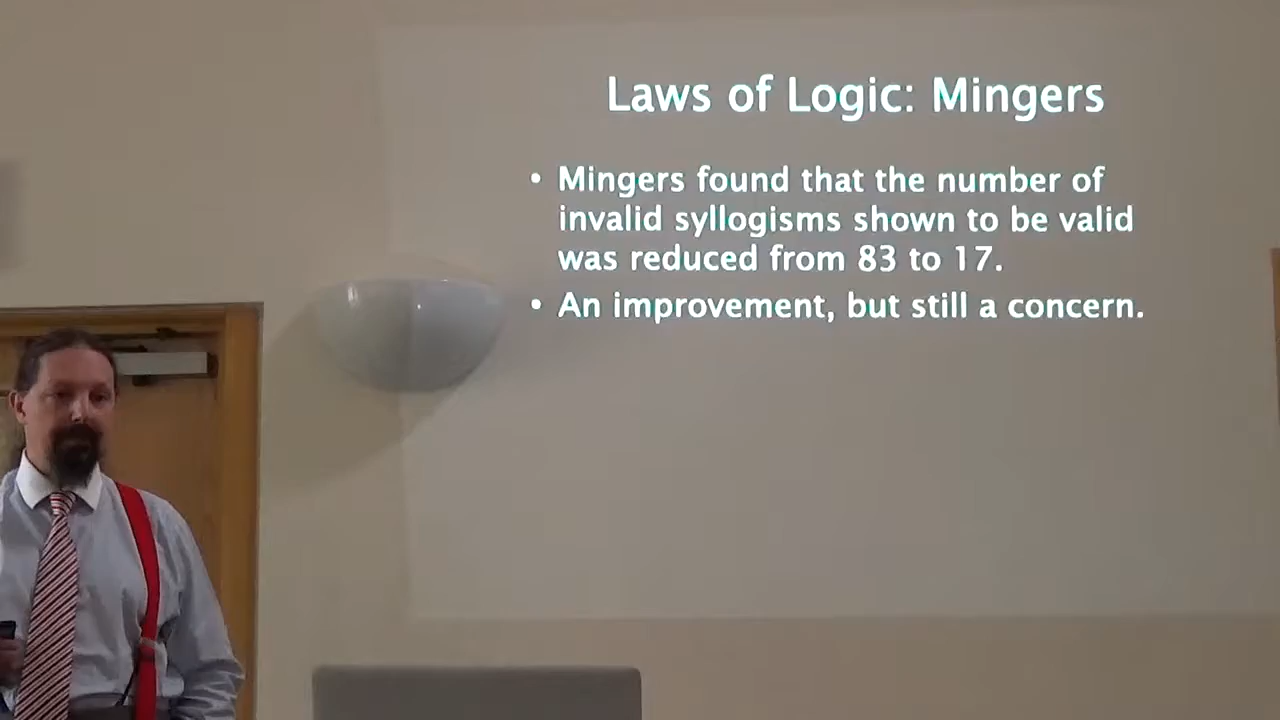 Laws of Logic: Mingers
• Mingers found that the number of
invalid syllogisms shown to be valid
was reduced from 83 to 17.
• An improvement, but still a concern.